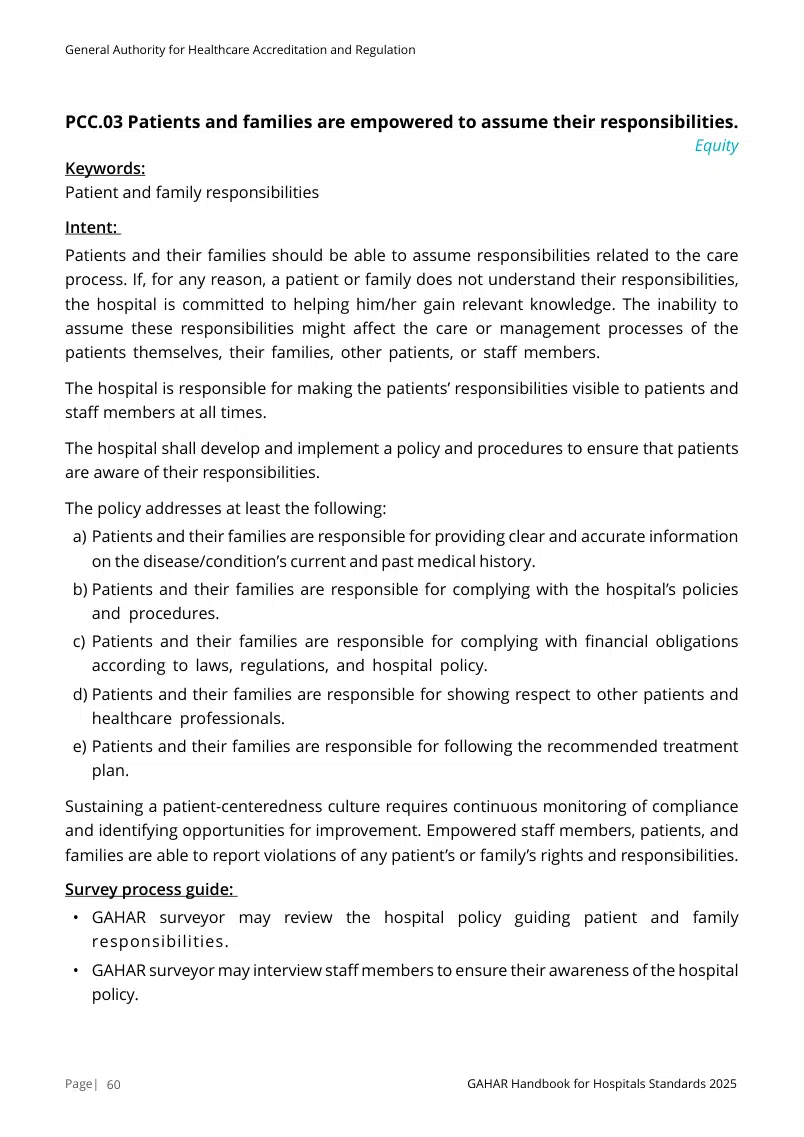 General Authority for Healthcare Accreditation and Regulation
PCC.03 Patients and families are empowered to assume their responsibilities.
Equity
Keywords:
Patient and family responsibilities
Intent:
Patients and their families should be able to assume responsibilities related to the care
process. If, for any reason, a patient or family does not understand their responsibilities,
the hospital is committed to helping him/her gain relevant knowledge. The inability to
assume these responsibilities might affect the care or management processes of the
patients themselves, their families, other patients, or staff members.
The hospital is responsible for making the patients’ responsibilities visible to patients and
staff members at all times.
The hospital shall develop and implement a policy and procedures to ensure that patients
are aware of their responsibilities.
The policy addresses at least the following:
a) Patients and their families are responsible for providing clear and accurate information
on the disease/condition’s current and past medical history.
b) Patients and their families are responsible for complying with the hospital’s policies
and procedures.
c) Patients and their families are responsible for complying with financial obligations
according to laws, regulations, and hospital policy.
d) Patients and their families are responsible for showing respect to other patients and
healthcare professionals.
e) Patients and their families are responsible for following the recommended treatment
plan.
Sustaining a patient-centeredness culture requires continuous monitoring of compliance
and identifying opportunities for improvement. Empowered staff members, patients, and
families are able to report violations of any patient’s or family’s rights and responsibilities.
Survey process guide:
• GAHAR surveyor may review the hospital policy guiding patient and family
responsibilities.
• GAHAR surveyor may interview staff members to ensure their awareness of the hospital
policy.
Page| 60
GAHAR Handbook for Hospitals Standards 2025